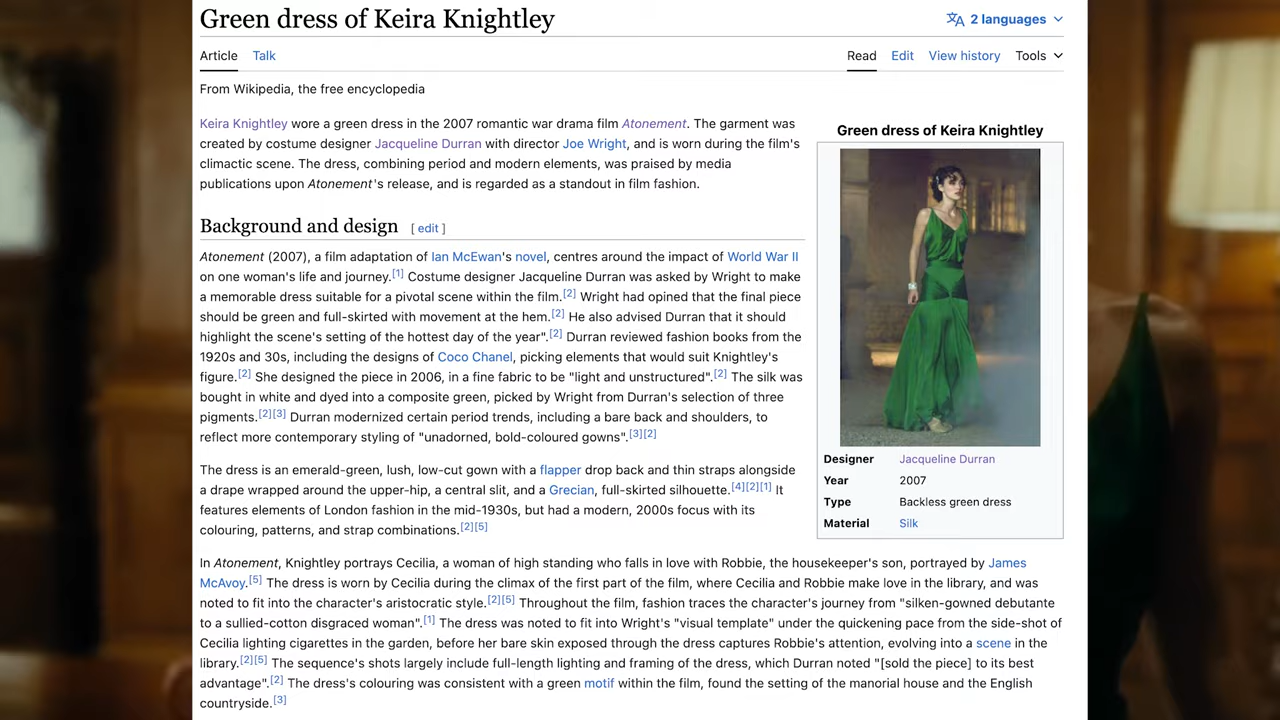 Green dress of Keira Knightley
2 languages
Article Talk
Read Edit View history Tools
From Wikipedia, the free encyclopedia
Keira Knightley wore a green dress in the 2007 romantic war drama film Atonement. The garment was
created by costume designer Jacqueline Durran with director Joe Wright, and is worn during the film's
climactic scene. The dress, combining period and modern elements, was praised by media
publications upon Atonement's release, and is regarded as a standout in film fashion.
Background and design [ edit ]
Atonement (2007), a film adaptation of Ian McEwan's novel, centres around the impact of World War II
on one woman's life and journey.[1] Costume designer Jacqueline Durran was asked by Wright to make
a memorable dress suitable for a pivotal scene within the film.[2] Wright had opined that the final piece
should be green and full-skirted with movement at the hem.[2] He also advised Durran that it should
highlight the scene's setting of the hottest day of the year".[2] Durran reviewed fashion books from the
1920s and 30s, including the designs of Coco Chanel, picking elements that would suit Knightley's
figure.[2] She designed the piece in 2006, in a fine fabric to be "light and unstructured".[2] The silk was
bought in white and dyed into a composite green, picked by Wright from Durran's selection of three
pigments.[2][3] Durran modernized certain period trends, including a bare back and shoulders, to
reflect more contemporary styling of "unadorned, bold-coloured gowns".[3][2]
The dress is an emerald-green, lush, low-cut gown with a flapper drop back and thin straps alongside
a drape wrapped around the upper-hip, a central slit, and a Grecian, full-skirted silhouette.[4][2][1] It
features elements of London fashion in the mid-1930s, but had a modern, 2000s focus with its
colouring, patterns, and strap combinations.[2][5]
Green dress of Keira Knightley
Designer Jacqueline Durran
Year 2007
Type Backless green dress
Material Silk
In Atonement, Knightley portrays Cecilia, a woman of high standing who falls in love with Robbie, the housekeeper's son, portrayed by James
McAvoy.[5] The dress is worn by Cecilia during the climax of the first part of the film, where Cecilia and Robbie make love in the library, and was
noted to fit into the character's aristocratic style.[2][5] Throughout the film, fashion traces the character's journey from "silken-gowned debutante
to a sullied-cotton disgraced woman".[1] The dress was noted to fit into Wright's "visual template" under the quickening pace from the side-shot of
Cecilia lighting cigarettes in the garden, before her bare skin exposed through the dress captures Robbie's attention, evolving into a scene in the
library.[2][5] The sequence's shots largely include full-length lighting and framing of the dress, which Durran noted "[sold the piece] to its best
advantage".[2] The dress's colouring was consistent with a green motif within the film, found the setting of the manorial house and the English
countryside.[3]